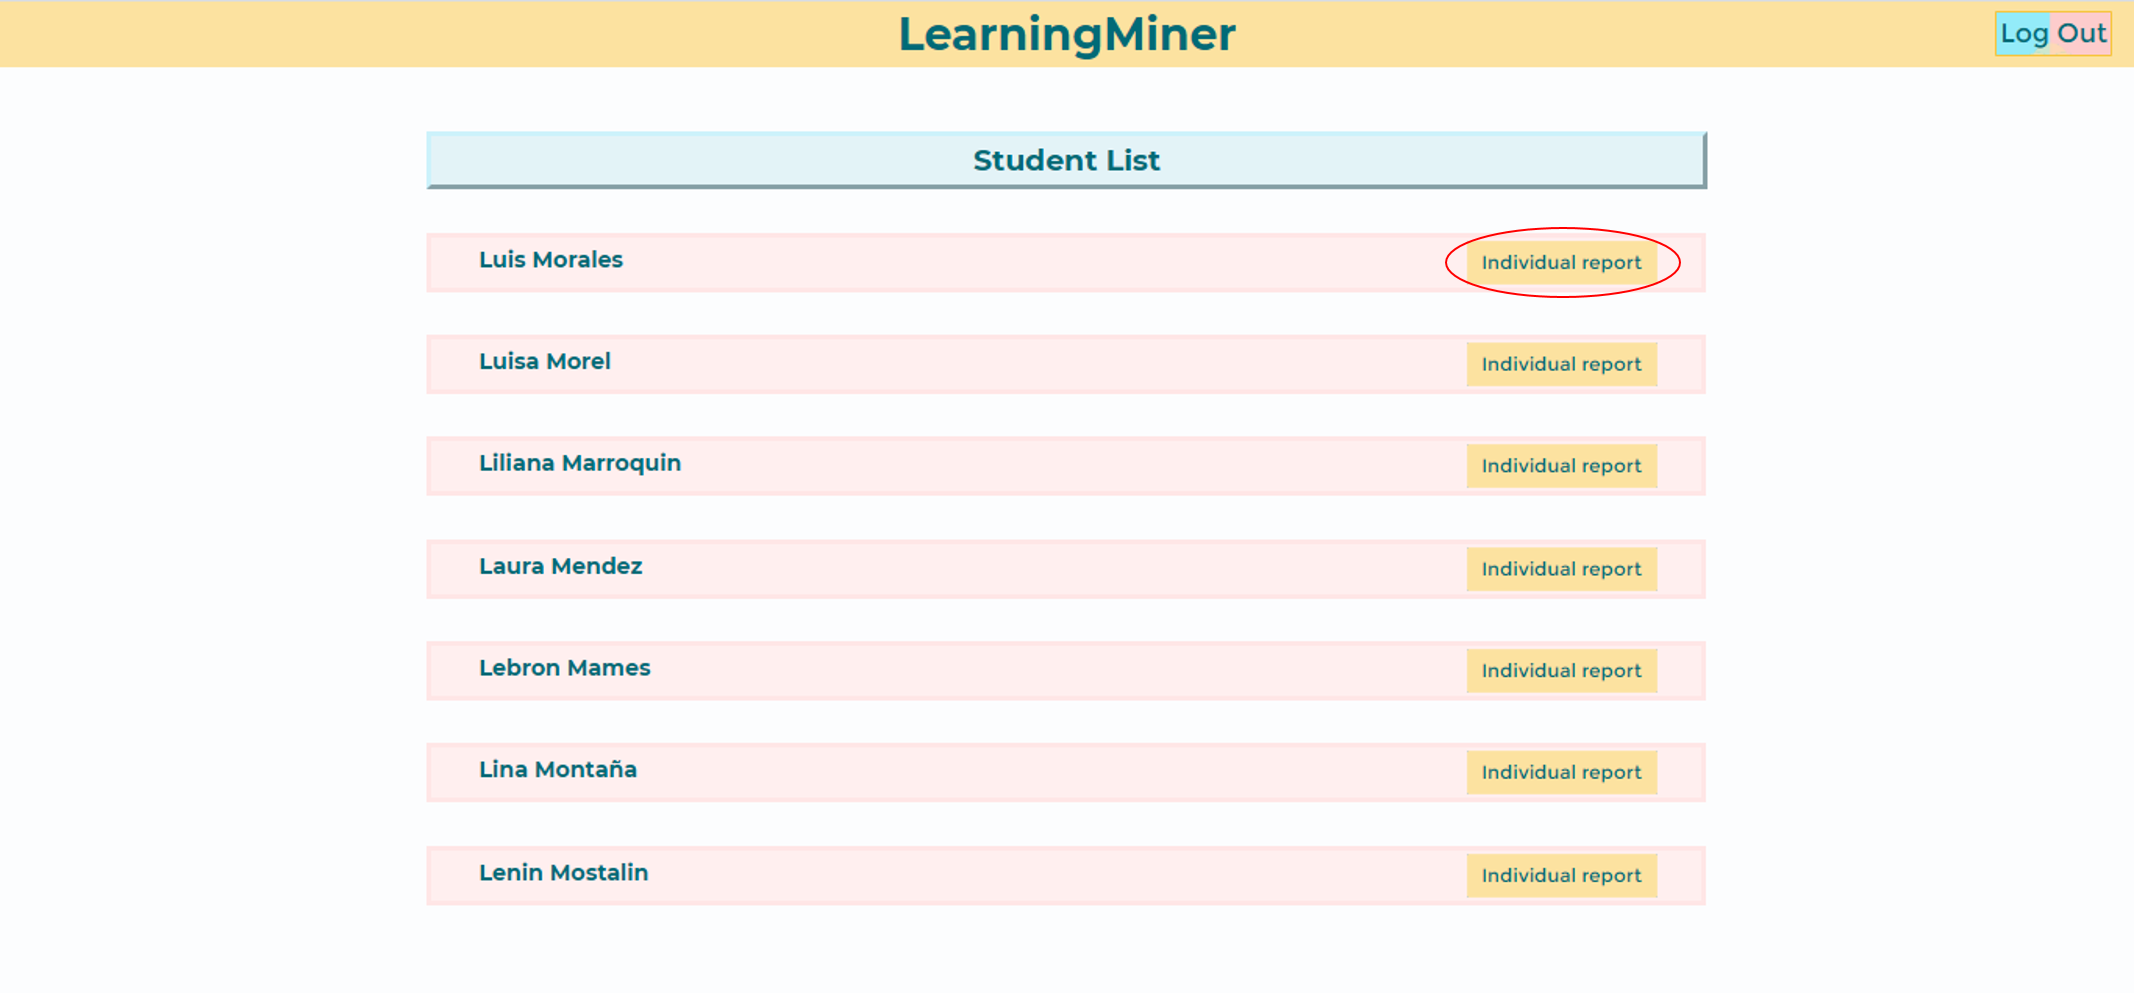 LearningMiner
Log Out
Student List
Luis Morales Individual report
Luisa Morel Individual report
Liliana Marroquin Individual report
Laura Mendez Individual report
Lebron Mames Individual report
Lina Montaña Individual report
Lenin Mostalin Individual report